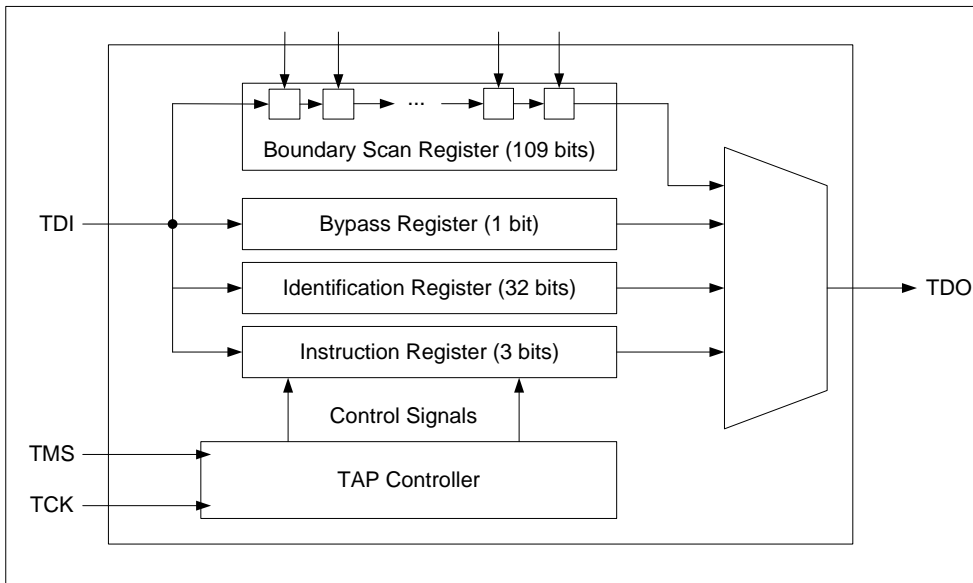 ...
Boundary Scan Register (109 bits)
TDI
Bypass Register (1 bit)
Identification Register (32 bits)
TDO
Instruction Register (3 bits)
Control Signals
TMS
TAP Controller
TCK